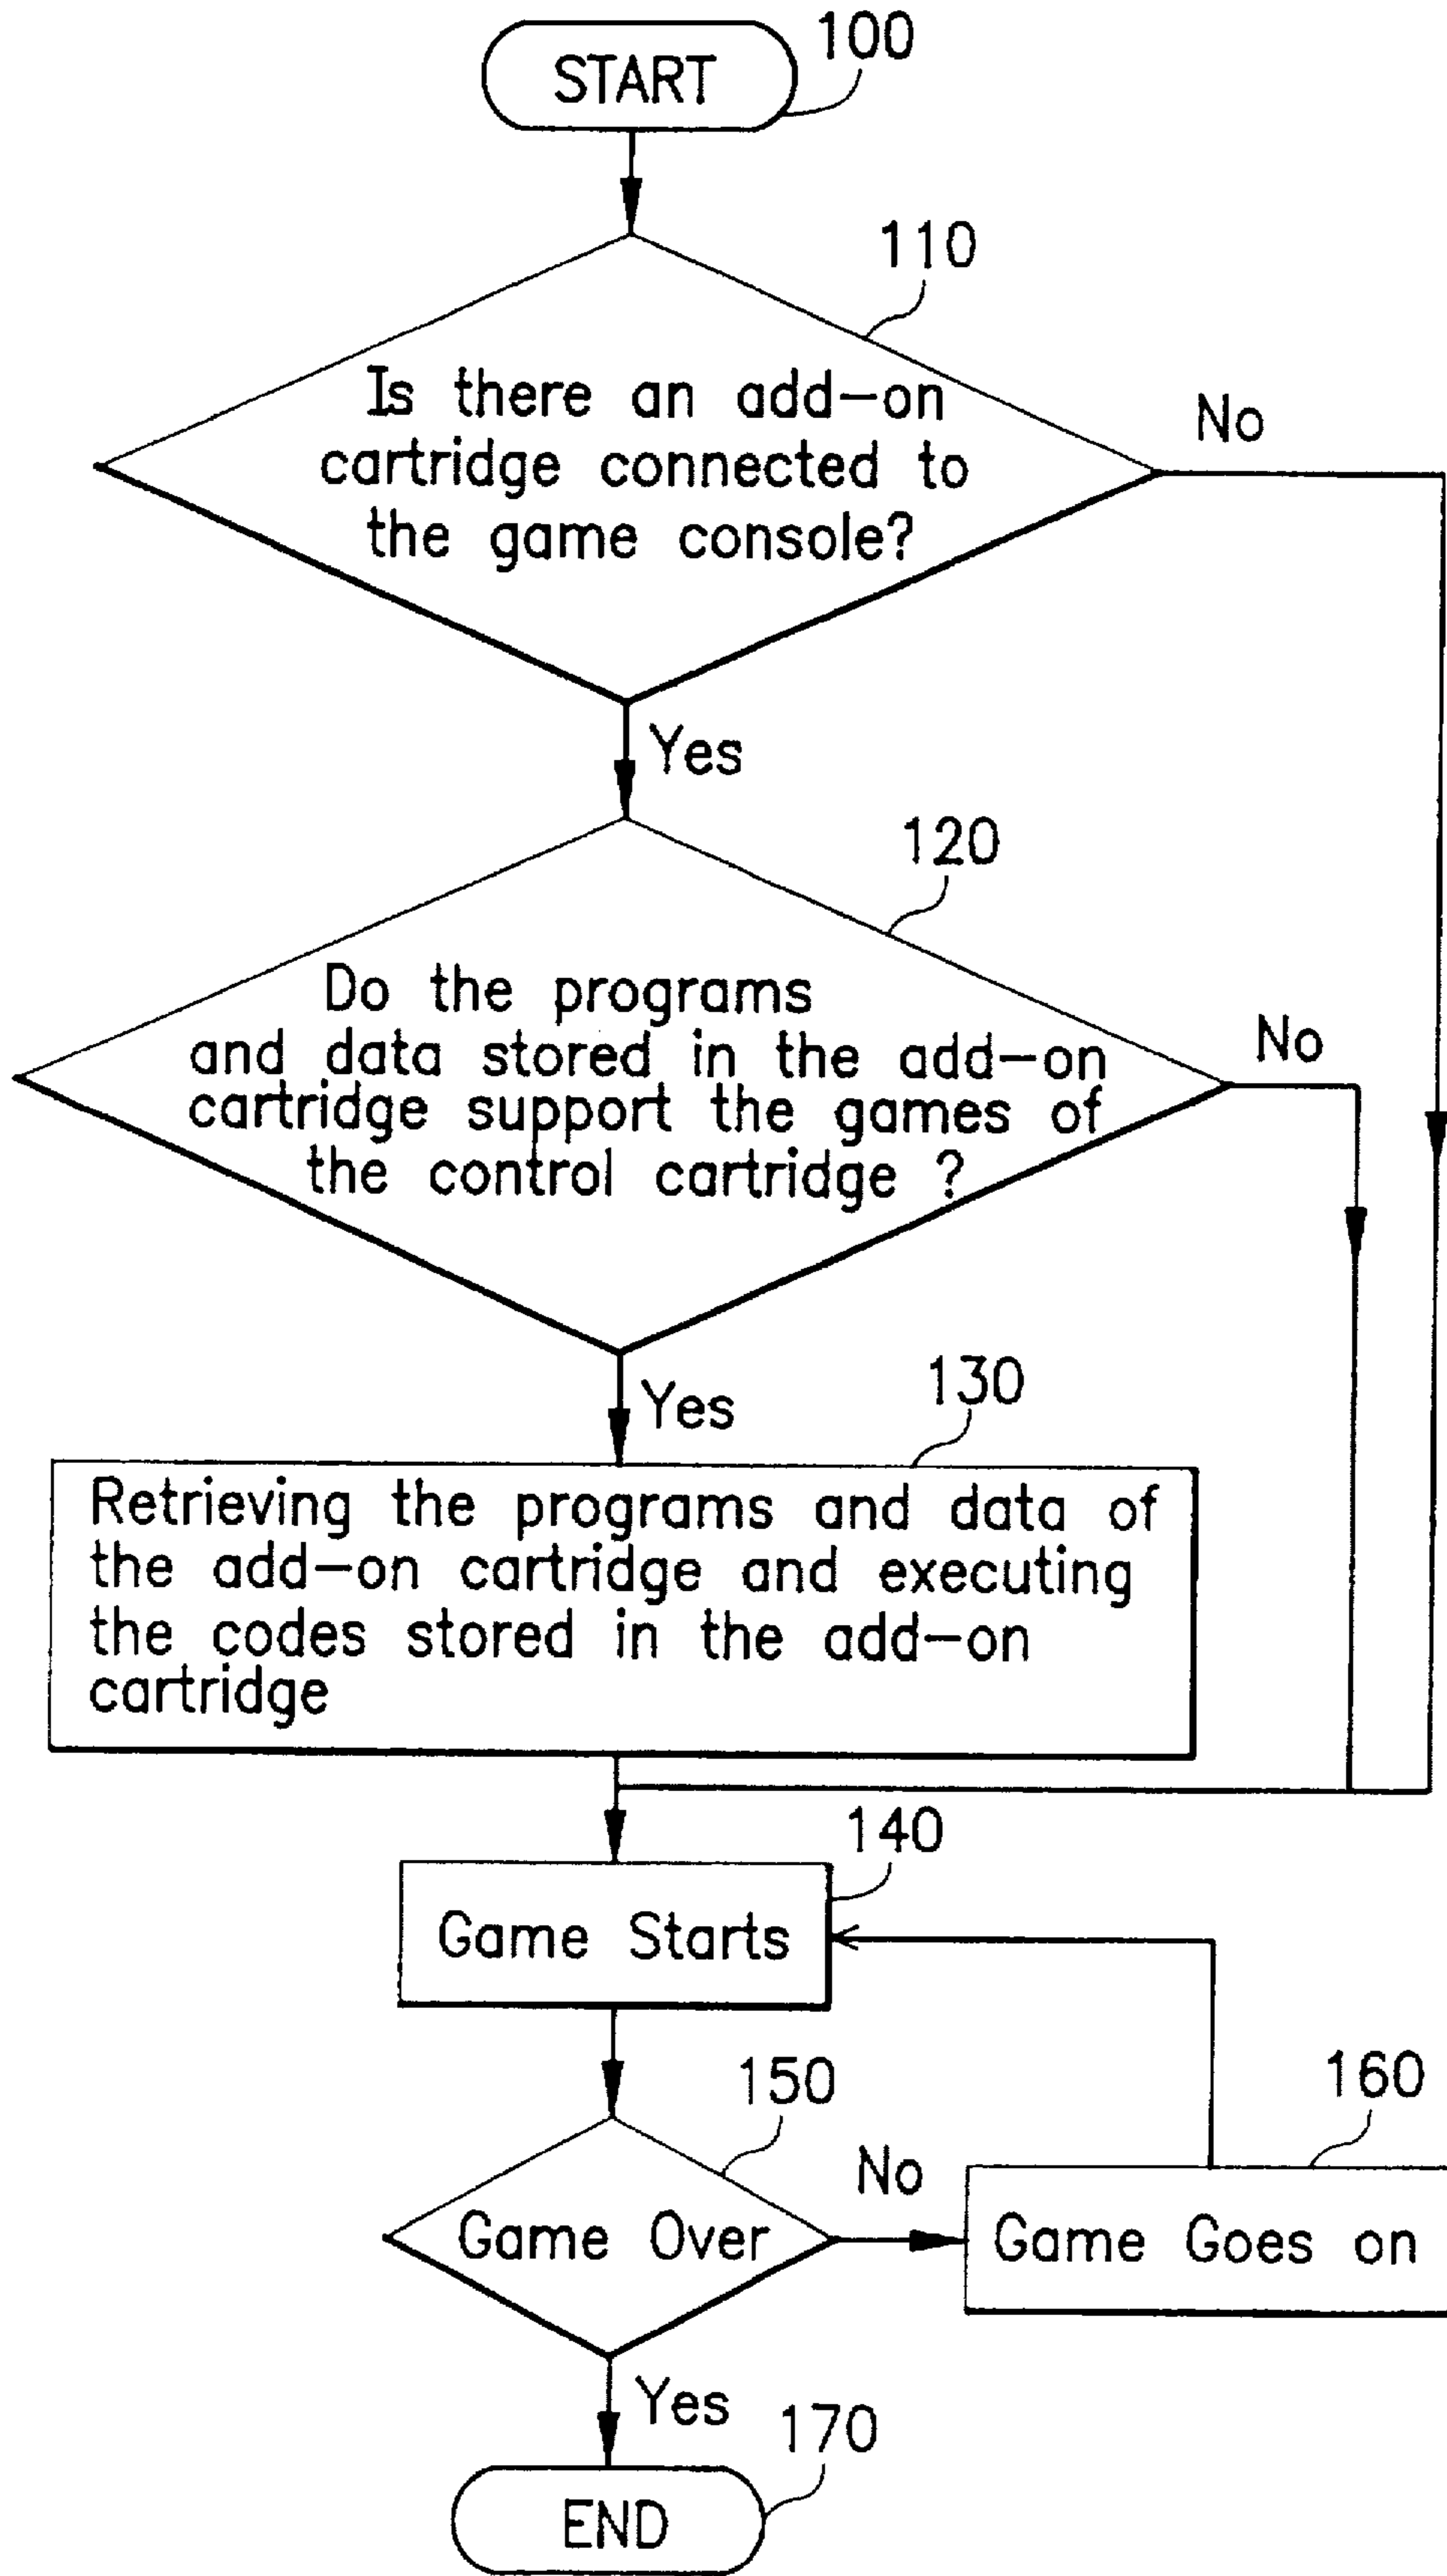 START
100
110
Is there an add-on
cartridge connected to
the game console?
No
Yes
120
Do the programs
and data stored in the add-on
cartridge support the games of
the control cartridge ?
No
Yes
130
Retrieving the programs and data of
the add-on cartridge and executing
the codes stored in the add-on
cartridge
140
Game Starts
150
160
No
Game Over
Game Goes on
Yes
170
END